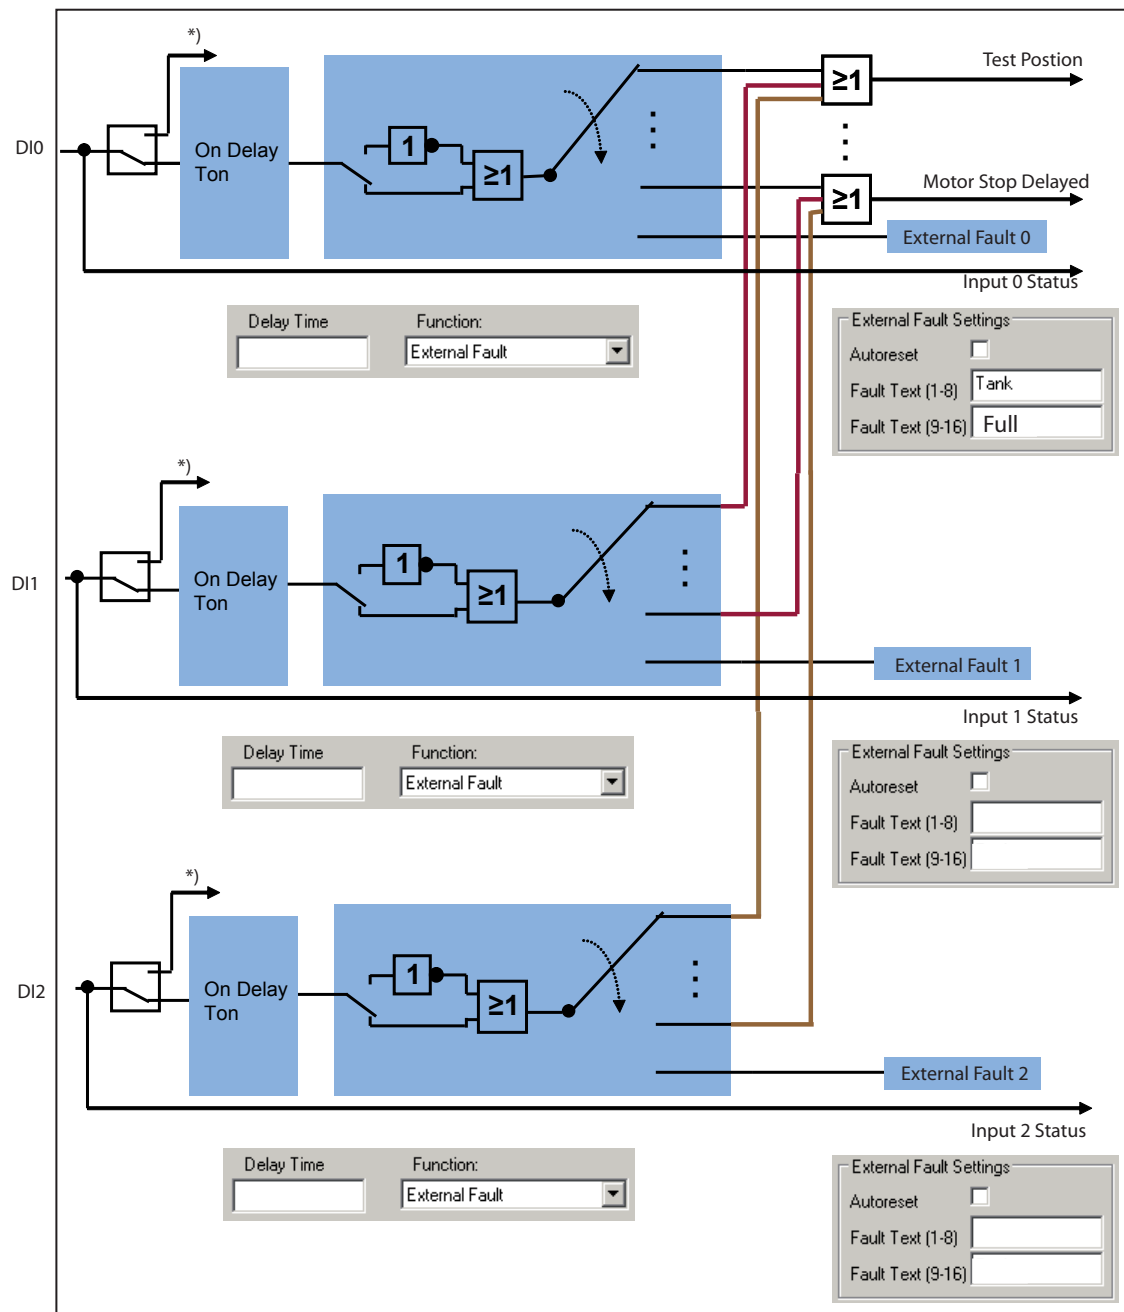 *)
Test Postion
≥1
DI0
On Delay
Ton
1
≥1
Motor Stop Delayed
≥1
External Fault 0
Input 0 Status
Delay Time
Function:
External Fault
External Fault Settings
Autoreset
Fault Text (1-8)
Tank
Fault Text (9-16)
Full
*)
DI1
On Delay
Ton
1
≥1
External Fault 1
Input 1 Status
Delay Time
Function:
External Fault
External Fault Settings
Autoreset
Fault Text (1-8)
Fault Text (9-16)
*)
DI2
On Delay
Ton
1
≥1
External Fault 2
Input 2 Status
Delay Time
Function:
External Fault
External Fault Settings
Autoreset
Fault Text (1-8)
Fault Text (9-16)